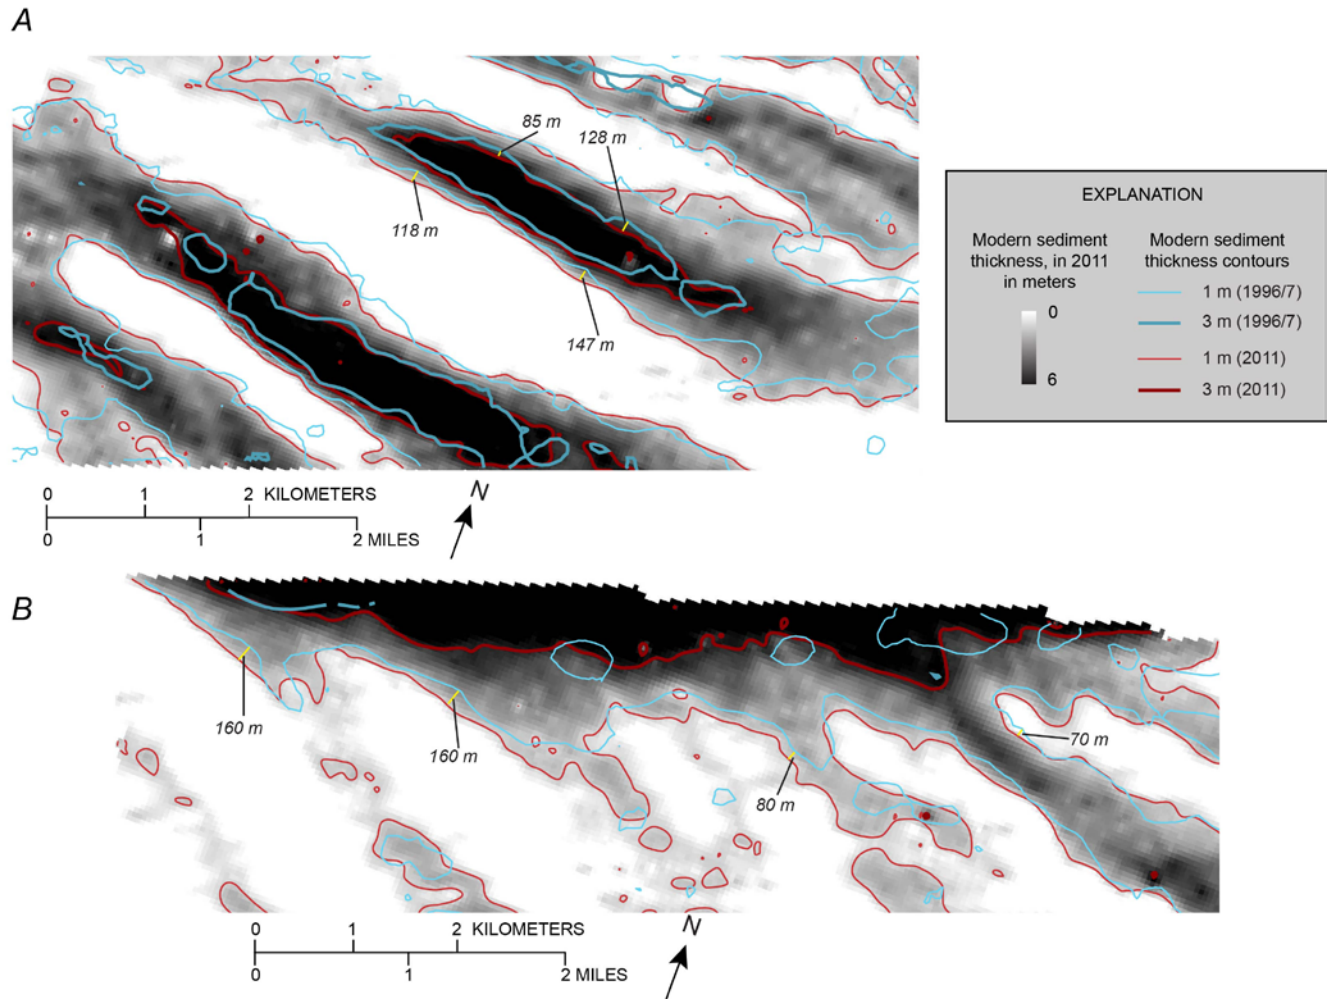 A
85 m
128 m
118 m
147 m
EXPLANATION
Modern sediment
thickness, in 2011
in meters
0
6
Modern sediment
thickness contours
1 m (1996/7)
3 m (1996/7)
1 m (2011)
3 m (2011)
0 1 2 KILOMETERS
0 1 2 MILES
N
B
160 m
160 m
80 m
70 m
0 1 2 KILOMETERS
0 1 2 MILES
N